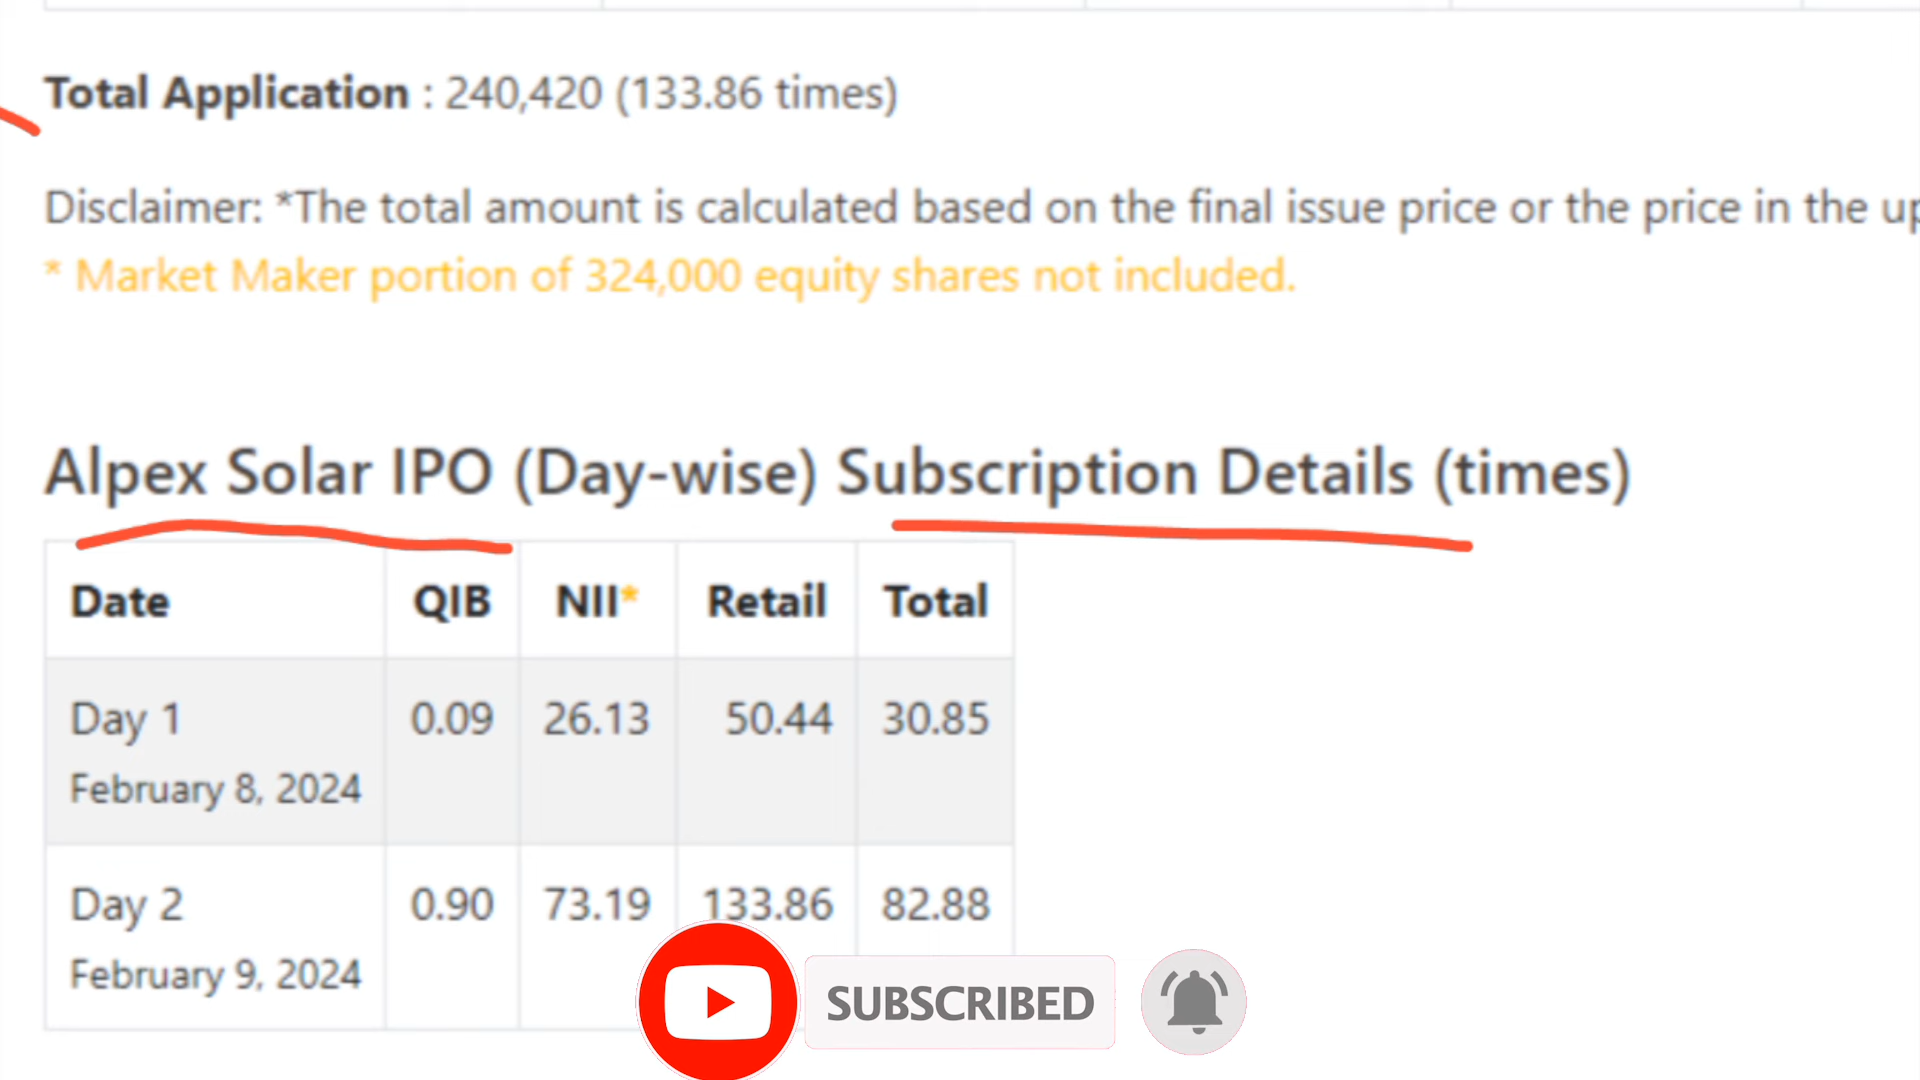 Total Application : 240,420 (133.86 times)
Disclaimer: *The total amount is calculated based on the final issue price or the price in the up
* Market Maker portion of 324,000 equity shares not included.
Alpex Solar IPO (Day-wise) Subscription Details (times)
Date QIB NII* Retail Total
Day 1 0.09 26.13 50.44 30.85
February 8, 2024
Day 2 0.90 73.19 133.86 82.88
February 9, 2024
SUBSCRIBED